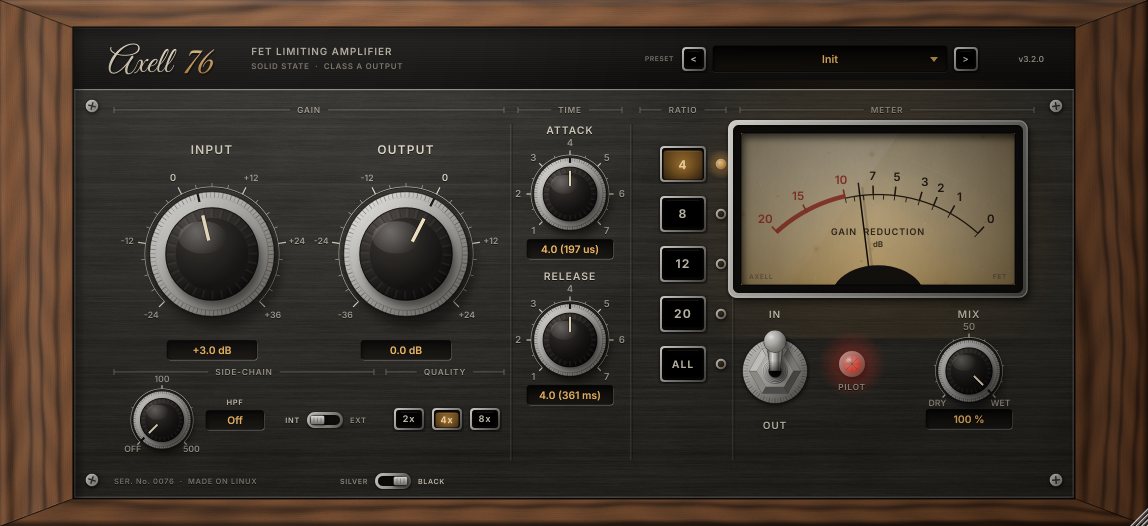 Axell 76
FET LIMITING AMPLIFIER
SOLID STATE · CLASS A OUTPUT
PRESET < Init >
v3.2.0
GAIN
TIME
RATIO
METER
INPUT
0 +12
-12 +24
-24 +36
+3.0 dB
OUTPUT
-12 0
-24 +12
-36 +24
0.0 dB
ATTACK
4
3 5
2 6
1 7
4.0 (197 us)
RELEASE
4
3 5
2 6
1 7
4.0 (361 ms)
4
8
12
20
ALL
20 15 10 7 5 3 2 1 0
GAIN REDUCTION
dB
AXELL FET
IN
OUT
PILOT
MIX
50
DRY WET
100 %
SIDE-CHAIN
QUALITY
100
OFF 500
HPF
Off
INT EXT
2x 4x 8x
SER. No. 0076 · MADE ON LINUX
SILVER BLACK